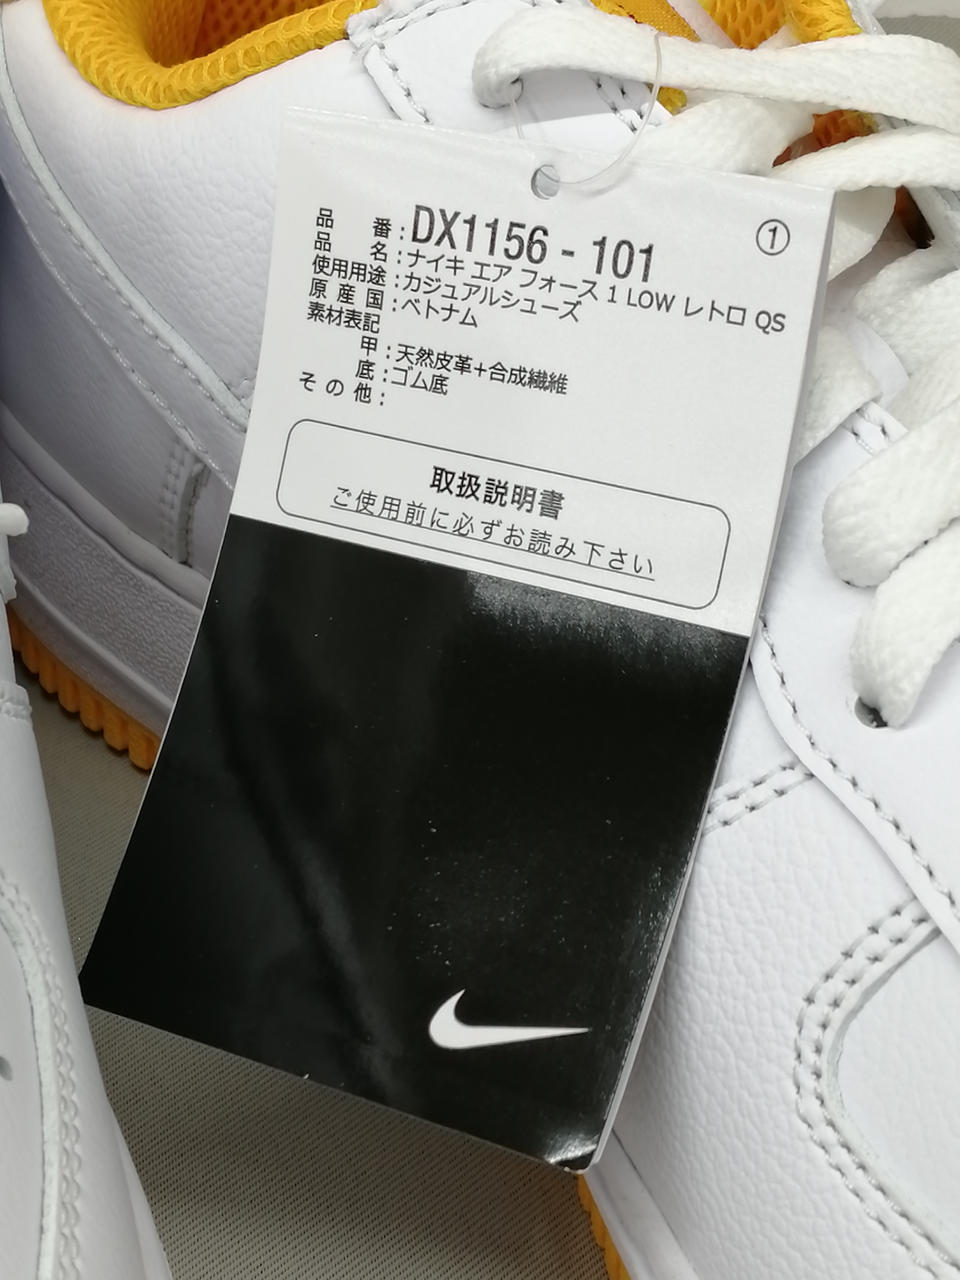 ①
品番：DX1156 - 101
品名：ナイキ エア フォース 1 LOW レトロ QS
使用用途：カジュアルシューズ
原産国：ベトナム
素材表記
甲：天然皮革+合成繊維
底：ゴム底
その他：
取扱説明書
ご使用前に必ずお読み下さい